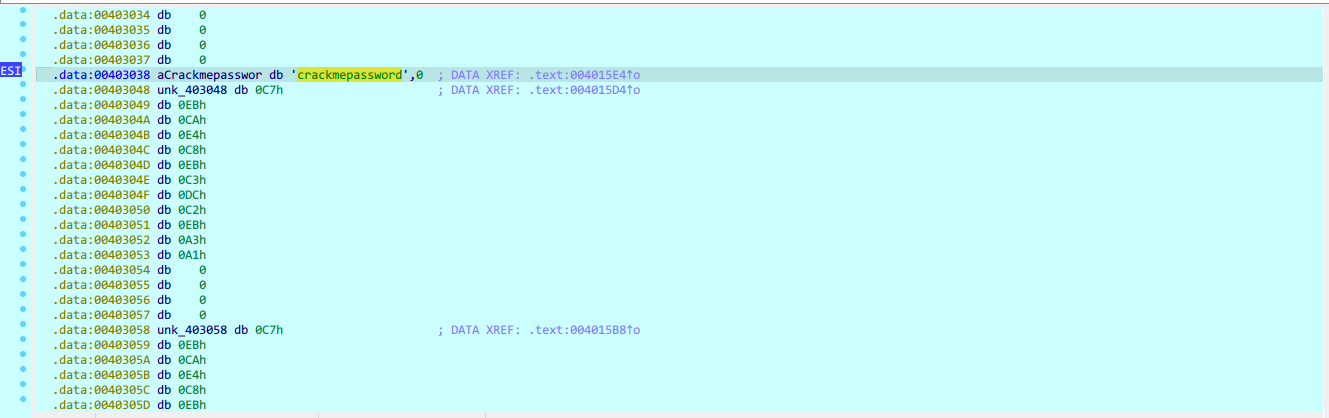 .data:00403034 db    0
.data:00403035 db    0
.data:00403036 db    0
.data:00403037 db    0
ESI
.data:00403038 aCrackmepasswor db 'crackmepassword',0  ; DATA XREF: .text:004015E4↑o
.data:00403048 unk_403048 db 0C7h                      ; DATA XREF: .text:004015D4↑o
.data:00403049 db 0EBh
.data:0040304A db 0CAh
.data:0040304B db 0E4h
.data:0040304C db 0C8h
.data:0040304D db 0EBh
.data:0040304E db 0C3h
.data:0040304F db 0DCh
.data:00403050 db 0C2h
.data:00403051 db 0EBh
.data:00403052 db 0A3h
.data:00403053 db 0A1h
.data:00403054 db    0
.data:00403055 db    0
.data:00403056 db    0
.data:00403057 db    0
.data:00403058 unk_403058 db 0C7h                      ; DATA XREF: .text:004015B8↑o
.data:00403059 db 0EBh
.data:0040305A db 0CAh
.data:0040305B db 0E4h
.data:0040305C db 0C8h
.data:0040305D db 0EBh